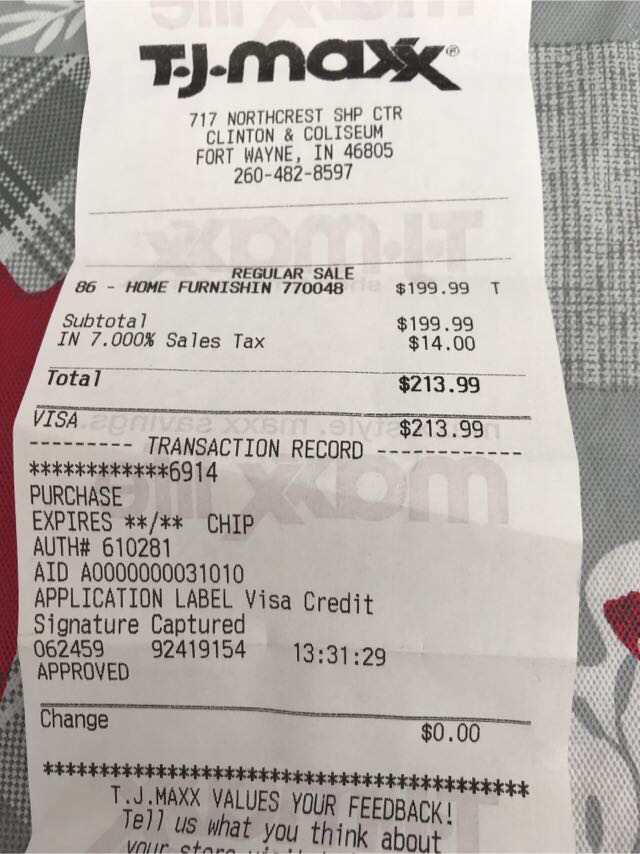 T.J.maxx®
717 NORTHCREST SHP CTR
CLINTON & COLISEUM
FORT WAYNE, IN 46805
260-482-8597
REGULAR SALE
86 - HOME FURNISHIN 770048 $199.99 T
Subtotal $199.99
IN 7.000% Sales Tax $14.00
Total $213.99
VISA $213.99
--------- TRANSACTION RECORD -------------
************6914
PURCHASE
EXPIRES **/** CHIP
AUTH# 610281
AID A0000000031010
APPLICATION LABEL Visa Credit
Signature Captured
062459 92419154 13:31:29
APPROVED
Change $0.00
*******************************************
T.J.MAXX VALUES YOUR FEEDBACK!
Tell us what you think about
your store